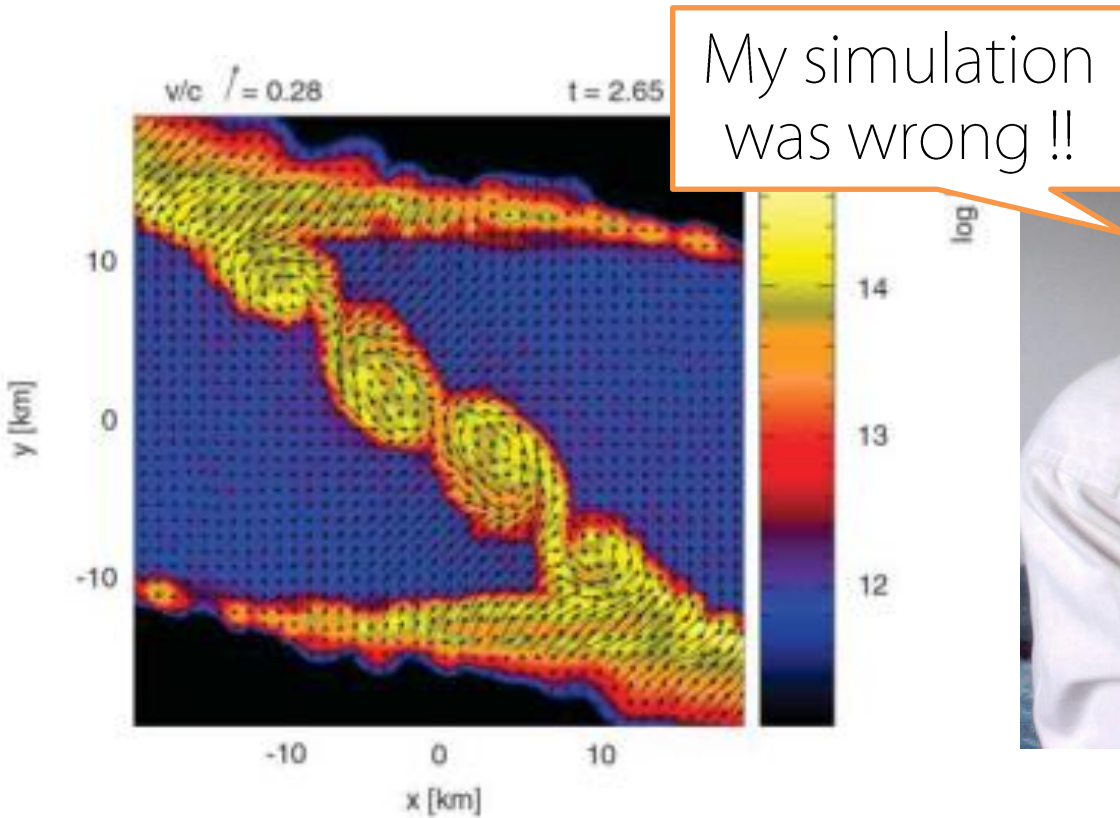 My simulation
was wrong !!
v/c = 0.28
t = 2.65
log
14
13
12
y [km]
10
0
-10
-10
0
10
x [km]